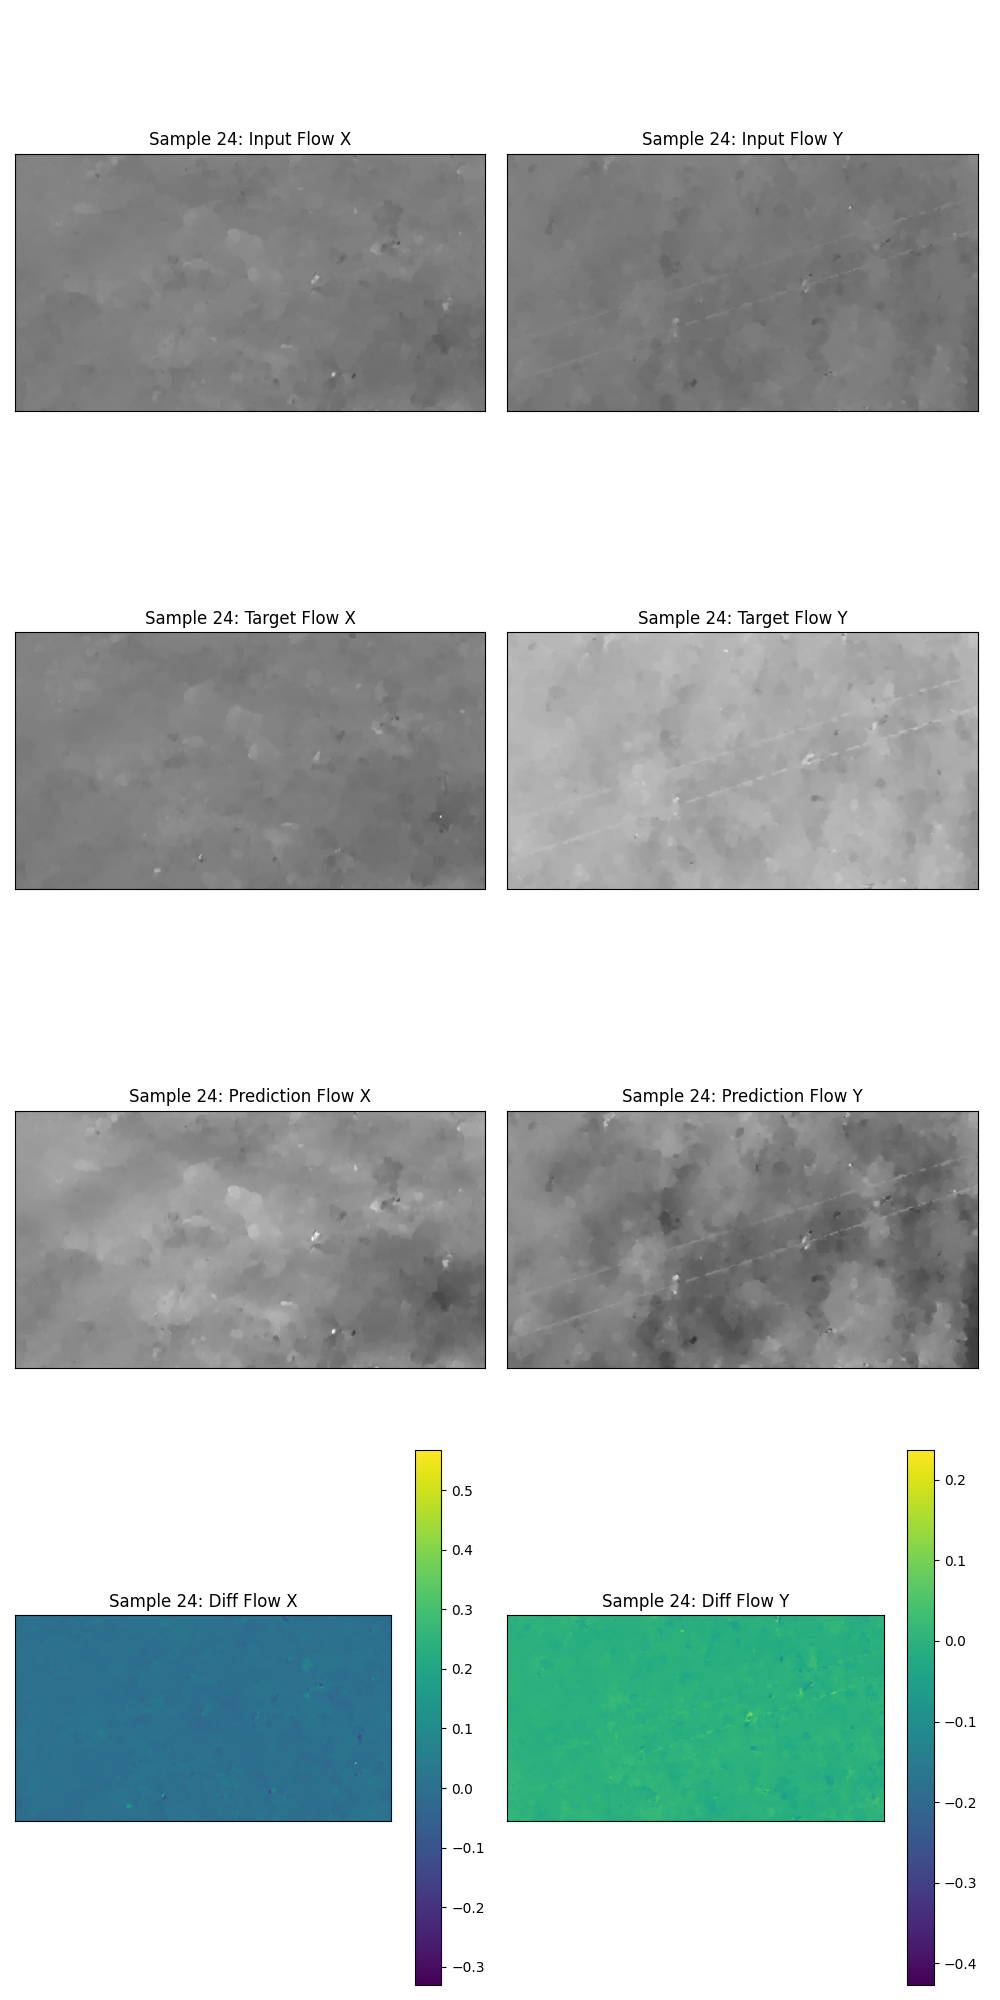 Sample 24: Input Flow X
Sample 24: Input Flow Y
Sample 24: Target Flow X
Sample 24: Target Flow Y
Sample 24: Prediction Flow X
Sample 24: Prediction Flow Y
Sample 24: Diff Flow X
0.5
0.4
0.3
0.2
0.1
0.0
−0.1
−0.2
−0.3
Sample 24: Diff Flow Y
0.2
0.1
0.0
−0.1
−0.2
−0.3
−0.4